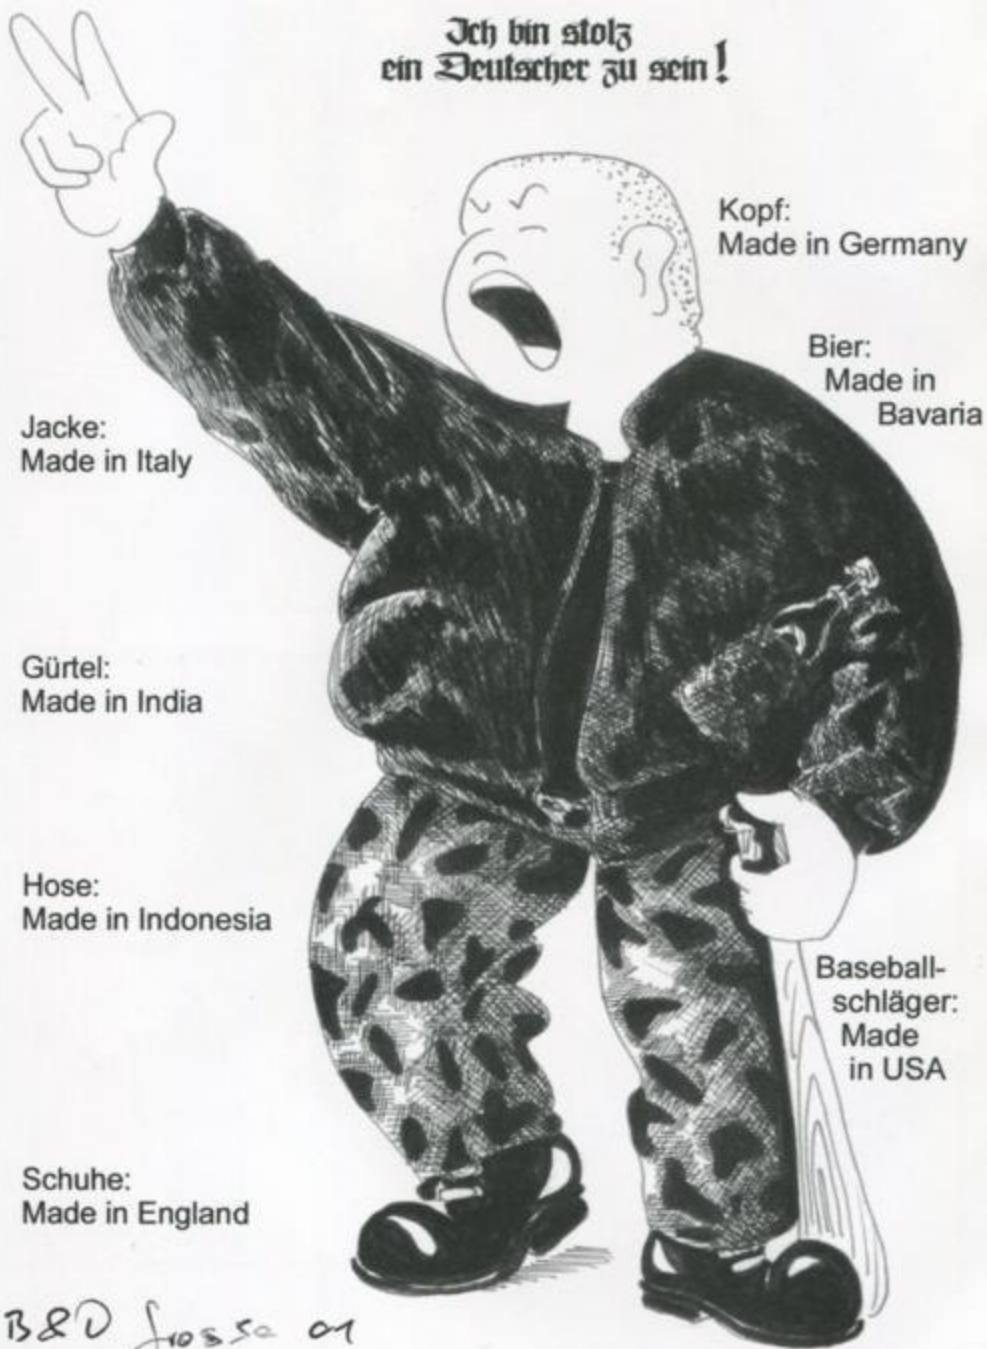 Ich bin stolz
ein Deutscher zu sein!
Kopf:
Made in Germany
Bier:
Made in
Bavaria
Jacke:
Made in Italy
Gürtel:
Made in India
Hose:
Made in Indonesia
Baseball-
schläger:
Made
in USA
Schuhe:
Made in England
B&D